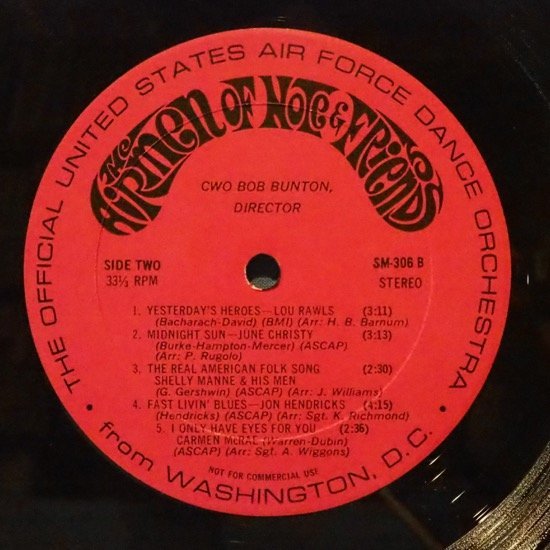 THE OFFICIAL UNITED STATES AIR FORCE DANCE ORCHESTRA
THE AIRMEN OF NOTE & FRIENDS
CWO BOB BUNTON,
DIRECTOR
SIDE TWO
33⅓ RPM
SM-306 B
STEREO
1. YESTERDAY'S HEROES—LOU RAWLS (3:11)
(Bacharach-David) (BMI) (Arr: H. B. Barnum)
2. MIDNIGHT SUN—JUNE CHRISTY (3:13)
(Burke-Hampton-Mercer) (ASCAP)
(Arr: P. Rugolo)
3. THE REAL AMERICAN FOLK SONG (2:30)
SHELLY MANNE & HIS MEN
(G. Gershwin) (ASCAP) (Arr: J. Williams)
4. FAST LIVIN' BLUES—JON HENDRICKS (4:15)
(Hendricks) (ASCAP) (Arr: Sgt. K. Richmond)
5. I ONLY HAVE EYES FOR YOU (2:36)
CARMEN McRAE (Warren-Dubin)
(ASCAP) (Arr: Sgt. A. Wiggons)
NOT FOR COMMERCIAL USE
• from WASHINGTON, D.C. •